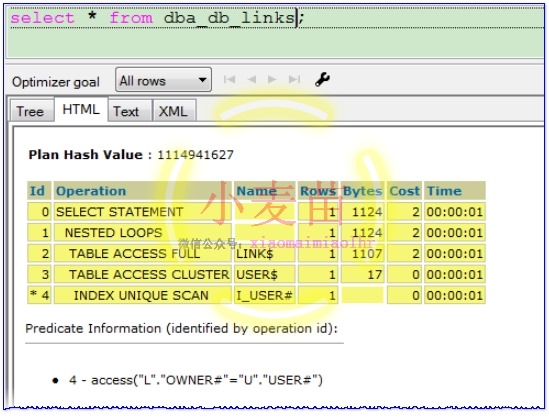 select * from dba_db_links;
Optimizer goal All rows
Tree HTML Text XML
Plan Hash Value : 1114941627
Id Operation Name Rows Bytes Cost Time
0 SELECT STATEMENT 1 1124 2 00:00:01
1 NESTED LOOPS 1 1124 2 00:00:01
2 TABLE ACCESS FULL LINK$ 1 1107 2 00:00:01
3 TABLE ACCESS CLUSTER USER$ 1 17 0 00:00:01
* 4 INDEX UNIQUE SCAN I_USER# 1 0 00:00:01
小麦苗
微信公众号：xiaomaimiaolhr
Predicate Information (identified by operation id):
• 4 - access("L"."OWNER#"="U"."USER#")